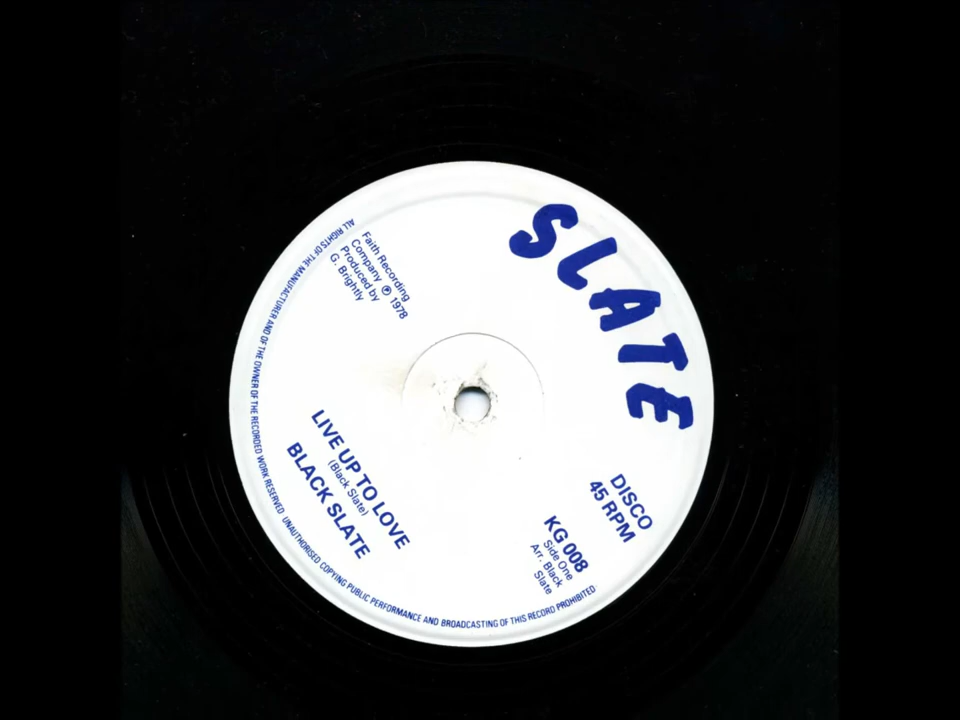 SLATE
Faith Recording
Company ℗ 1978
Produced by
G. Brightly
DISCO
45 RPM
KG 008
Side One
Arr. Black
Slate
LIVE UP TO LOVE
(Black Slate)
BLACK SLATE
ALL RIGHTS OF THE MANUFACTURER AND OF THE OWNER OF THE RECORDED WORK RESERVED UNAUTHORISED COPYING PUBLIC PERFORMANCE AND BROADCASTING OF THIS RECORD PROHIBITED